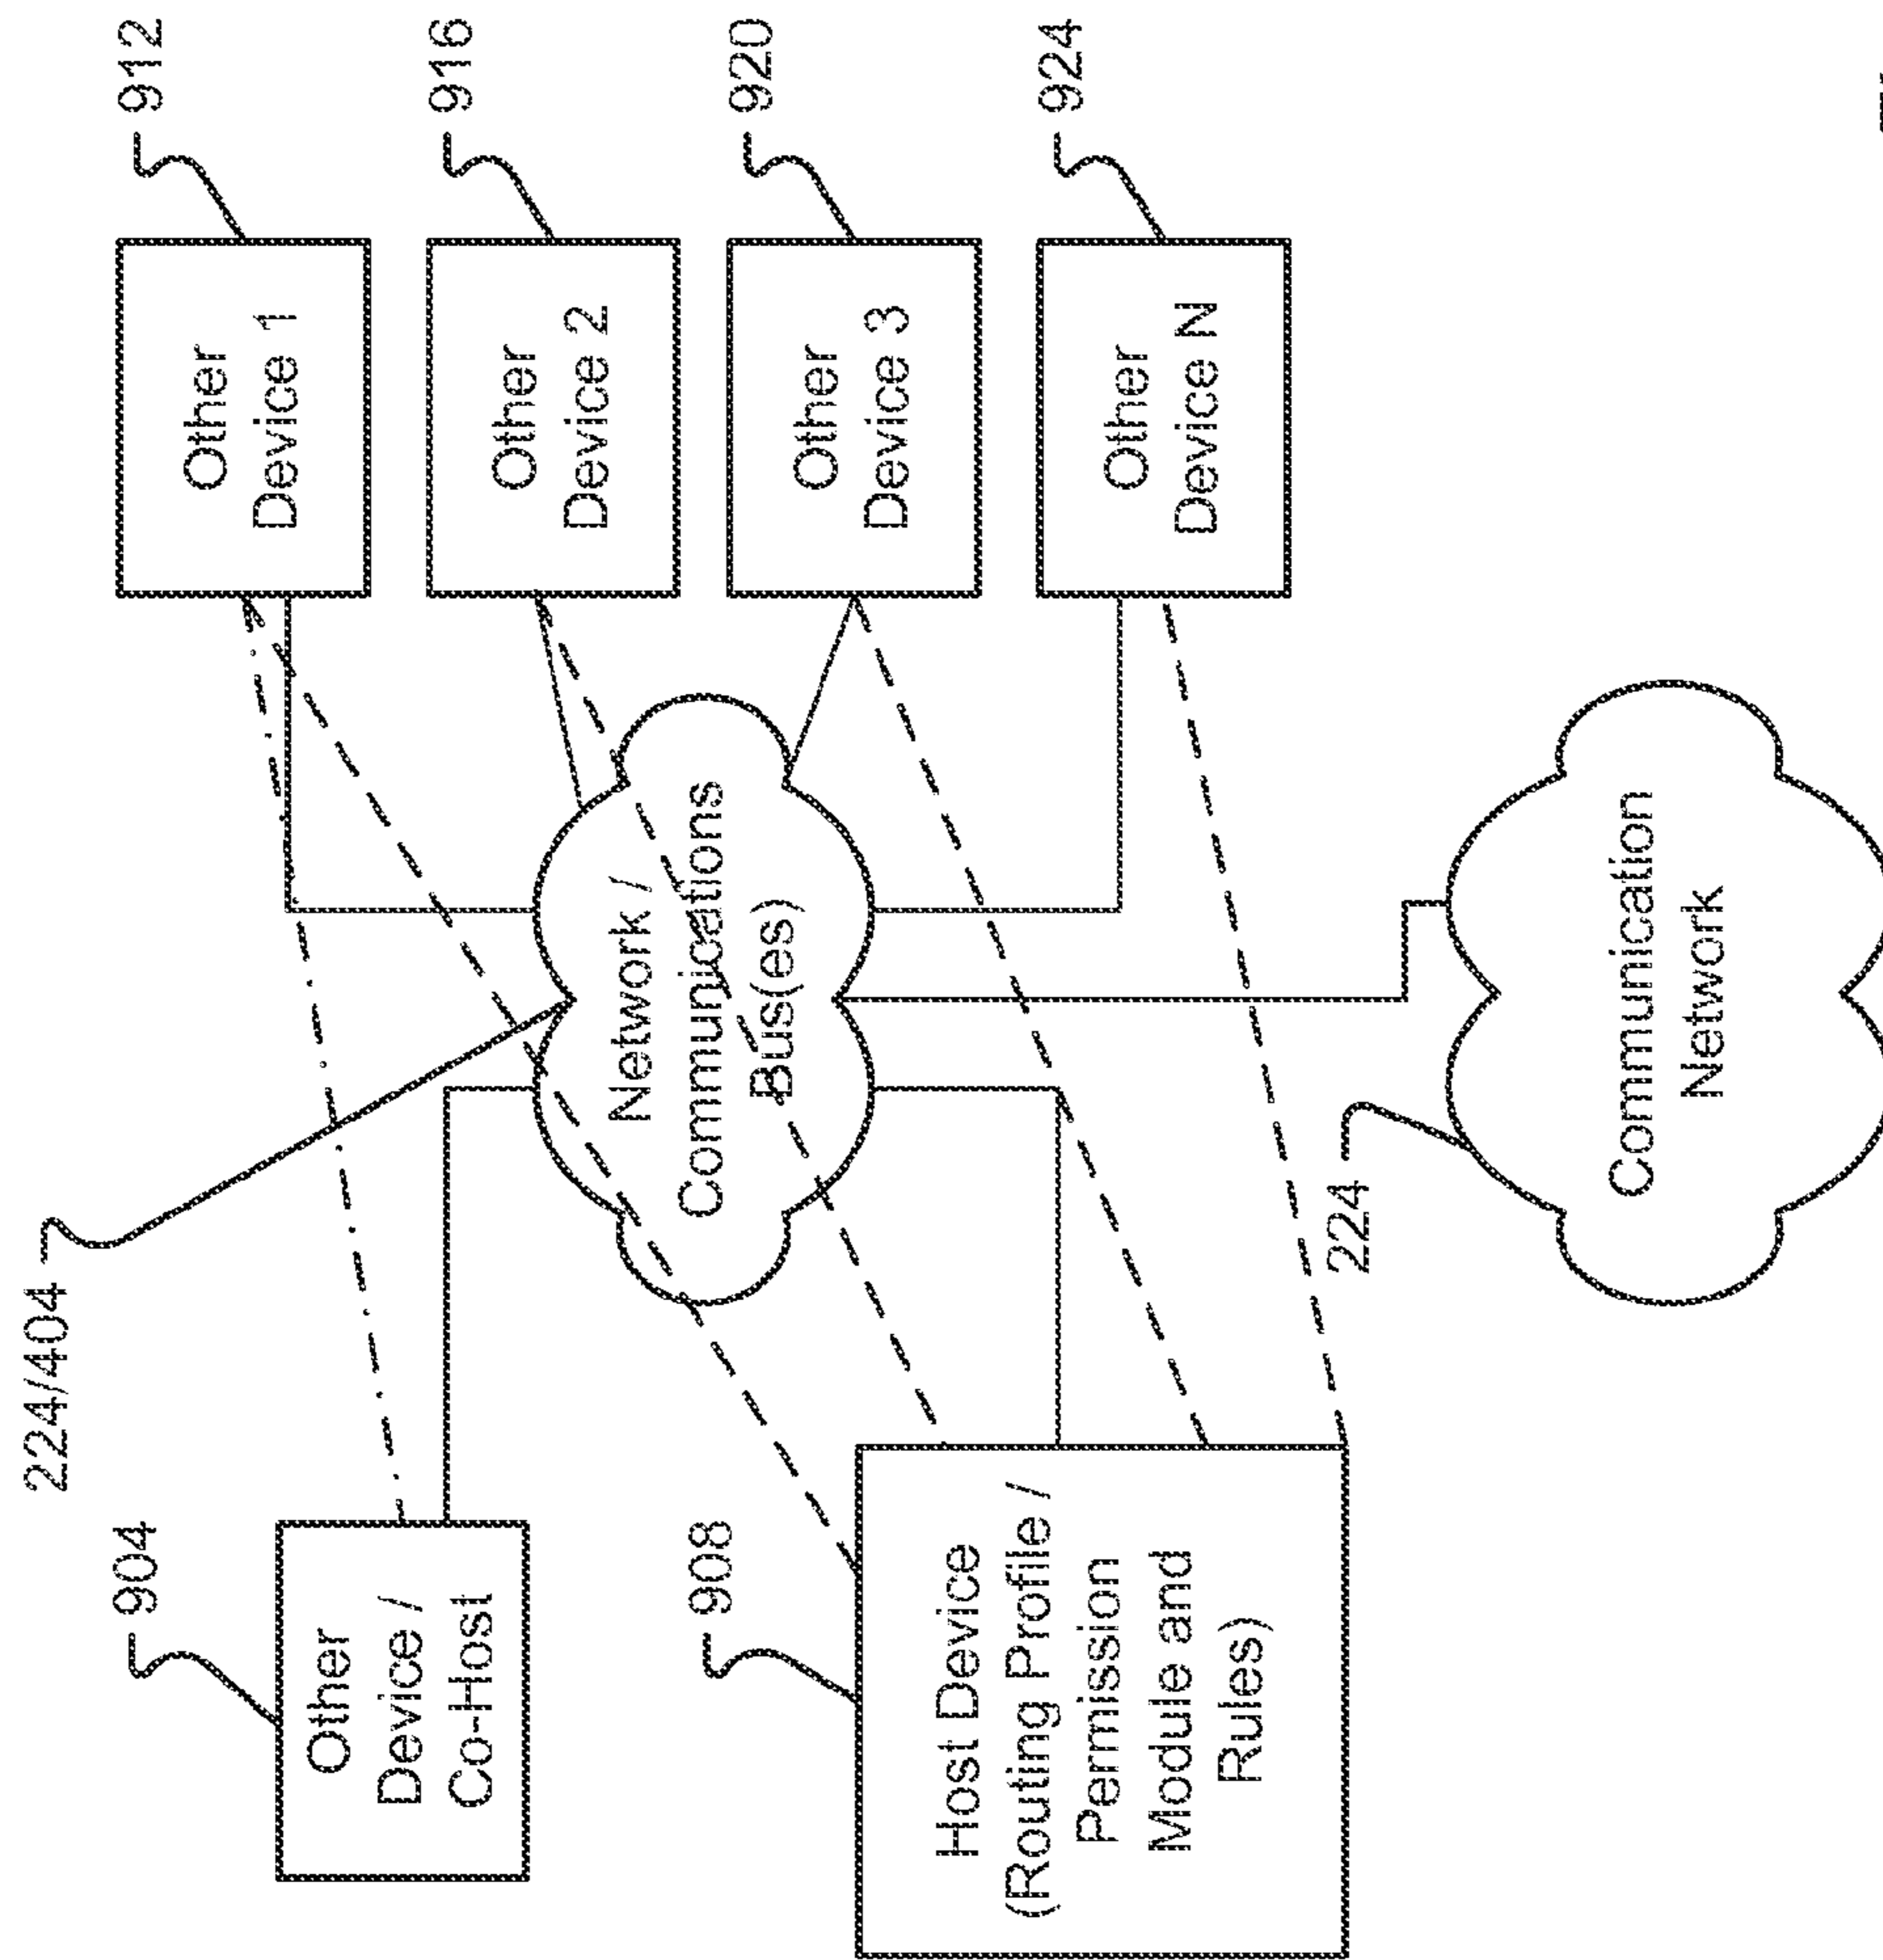 224/404
904
Other
Device /
Co-Host
908
Host Device
(Routing Profile /
Permission
Module and
Rules)
Network /
Communications
Bus(es)
912
Other
Device 1
916
Other
Device 2
920
Other
Device 3
924
Other
Device N
224
Communication
Network